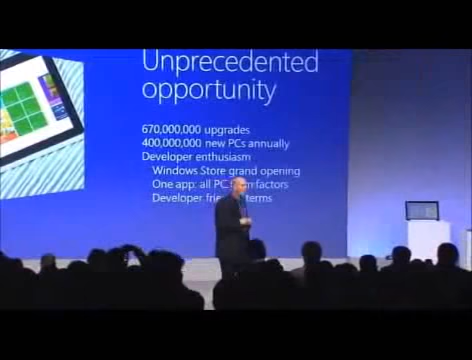 Unprecedented
opportunity
670,000,000 upgrades
400,000,000 new PCs annually
Developer enthusiasm
Windows Store grand opening
One app: all PC form factors
Developer terms